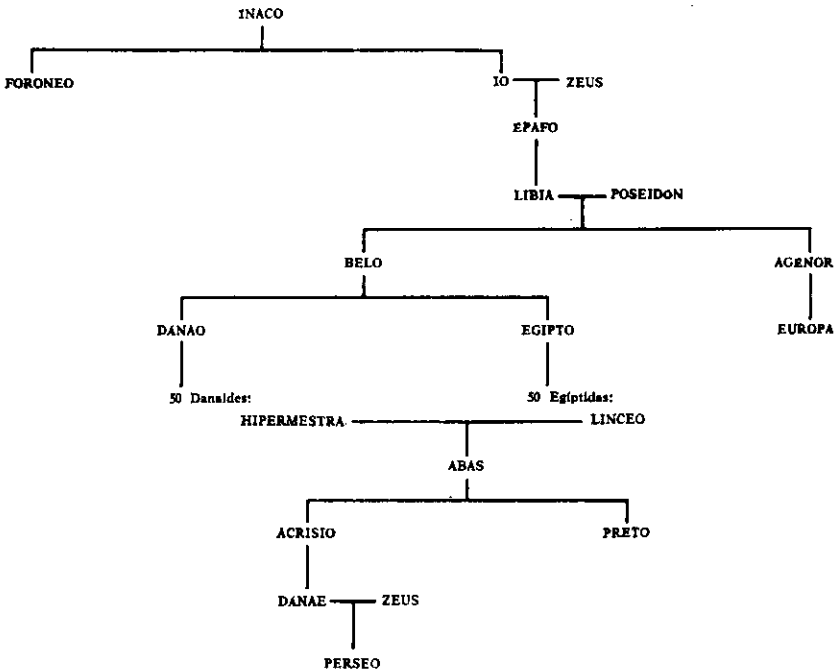 INACO
FORONEO
IO ZEUS
EPAFO
LIBIA POSEIDON
BELO AGENOR
DANAO EGIPTO EUROPA
50 Danaides: 50 Egíptidas:
HIPERMESTRA LINCEO
ABAS
ACRISIO PRETO
DANAE ZEUS
PERSEO